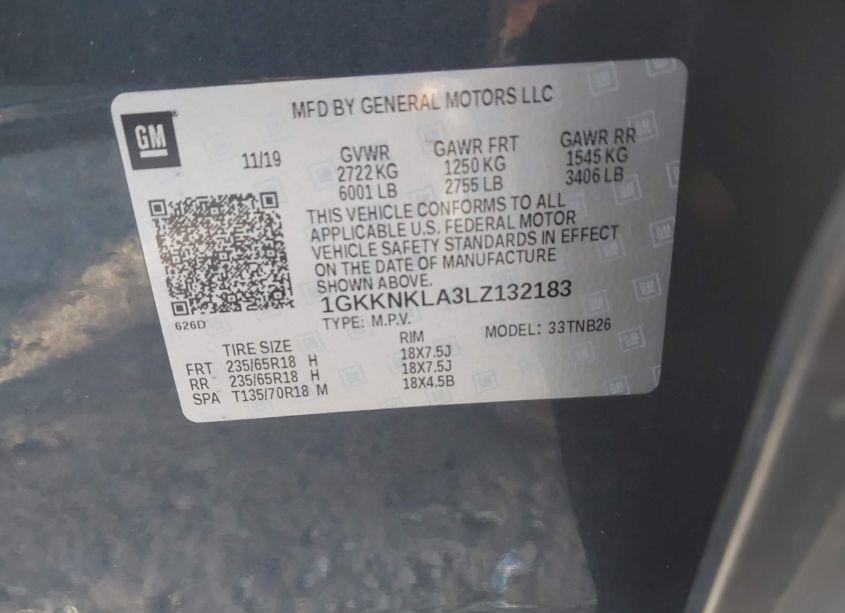 MFD BY GENERAL MOTORS LLC
GM
11/19 GVWR GAWR FRT GAWR RR
2722 KG 1250 KG 1545 KG
6001 LB 2755 LB 3406 LB
THIS VEHICLE CONFORMS TO ALL
APPLICABLE U.S. FEDERAL MOTOR
VEHICLE SAFETY STANDARDS IN EFFECT
ON THE DATE OF MANUFACTURE
SHOWN ABOVE.
1GKKNKLA3LZ132183
626D
TYPE: M.P.V. MODEL: 33TNB26
TIRE SIZE RIM
FRT 235/65R18 H 18X7.5J
RR 235/65R18 H 18X7.5J
SPA T135/70R18 M 18X4.5B